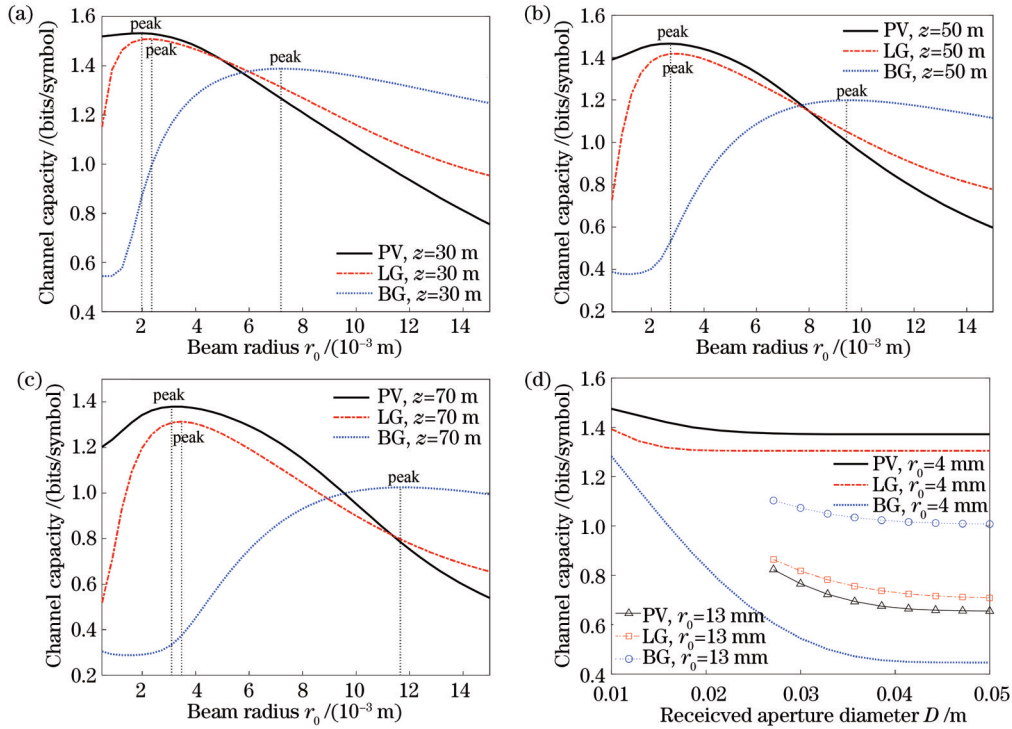 (a)
1.6
1.4
1.2
1.0
0.8
0.6
0.4
Channel capacity /(bits/symbol)
peak
peak
peak
PV, z=30 m
LG, z=30 m
BG, z=30 m
2 4 6 8 10 12 14
Beam radius r₀ /(10⁻³ m)
(b)
1.6
1.4
1.2
1.0
0.8
0.6
0.4
0.2
Channel capacity /(bits/symbol)
peak
peak
peak
PV, z=50 m
LG, z=50 m
BG, z=50 m
0 2 4 6 8 10 12 14
Beam radius r₀ /(10⁻³ m)
(c)
1.4
1.2
1.0
0.8
0.6
0.4
0.2
Channel capacity /(bits/symbol)
peak
peak
peak
PV, z=70 m
LG, z=70 m
BG, z=70 m
0 2 4 6 8 10 12 14
Beam radius r₀ /(10⁻³ m)
(d)
1.6
1.4
1.2
1.0
0.8
0.6
0.4
Channel capacity /(bits/symbol)
PV, r₀=4 mm
LG, r₀=4 mm
BG, r₀=4 mm
PV, r₀=13 mm
LG, r₀=13 mm
BG, r₀=13 mm
0.01 0.02 0.03 0.04 0.05
Receicved aperture diameter D /m